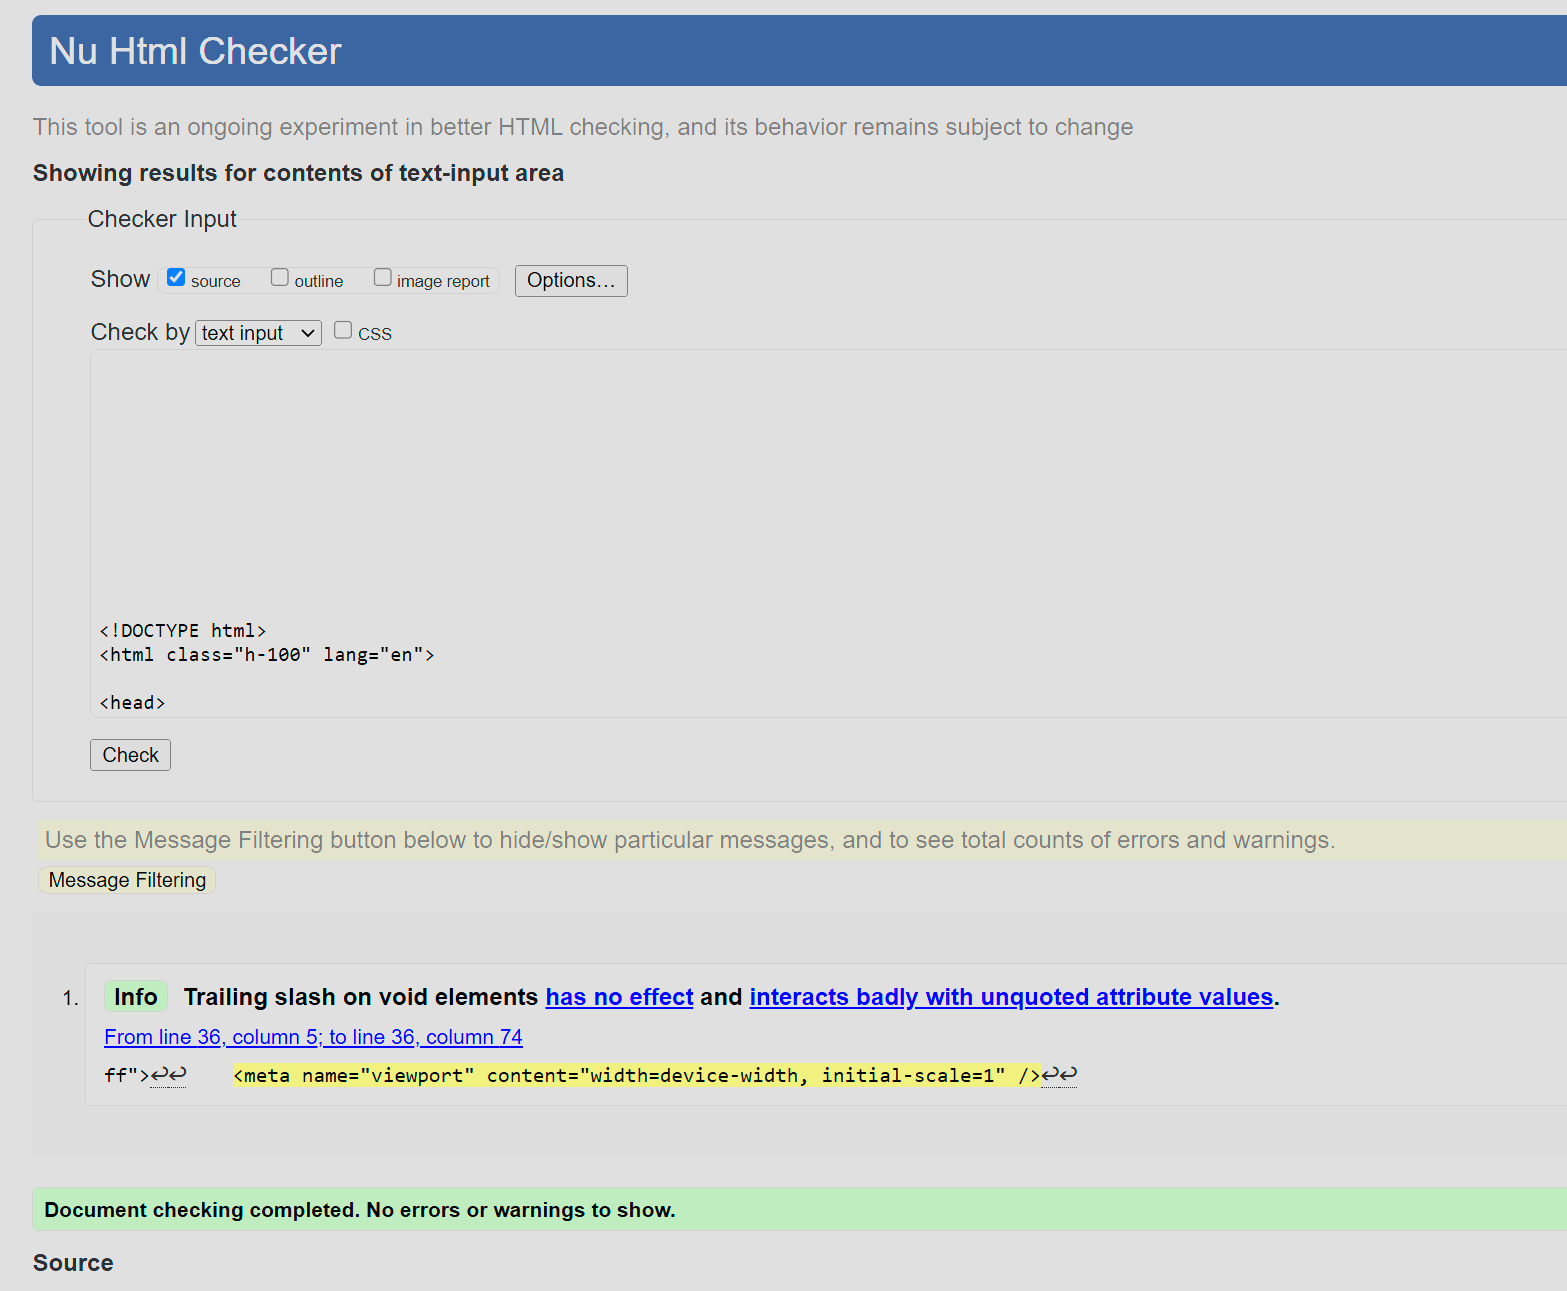 Nu Html Checker
This tool is an ongoing experiment in better HTML checking, and its behavior remains subject to change
Showing results for contents of text-input area
Checker Input
Show source outline image report Options…
Check by text input CSS
<!DOCTYPE html>
<html class="h-100" lang="en">
<head>
Check
Use the Message Filtering button below to hide/show particular messages, and to see total counts of errors and warnings.
Message Filtering
1. Info Trailing slash on void elements has no effect and interacts badly with unquoted attribute values.
From line 36, column 5; to line 36, column 74
ff">↩↩    <meta name="viewport" content="width=device-width, initial-scale=1" />↩↩
Document checking completed. No errors or warnings to show.
Source